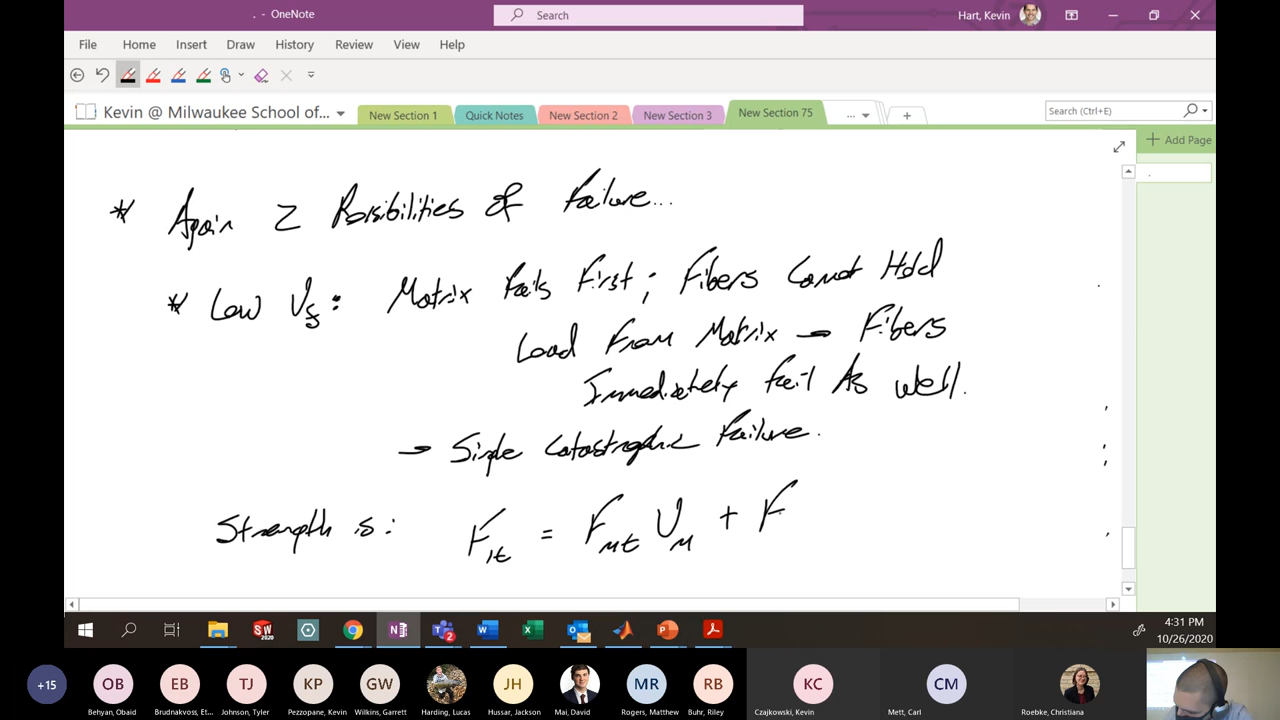 . - OneNote
Search
Hart, Kevin
File Home Insert Draw History Review View Help
Kevin @ Milwaukee School of...
New Section 1
Quick Notes
New Section 2
New Section 3
New Section 75
...
Search (Ctrl+E)
Add Page
.
* Again 2 Possibilities of Failure...
* Low Vf: Matrix Fails First; Fibers Cannot Hold
Load From Matrix → Fibers
Immediately Fail As well.
→ Single Catastrophic Failure.
Strength is: F1t = Fmt Vm + F
SW
2020
2
4:31 PM
10/26/2020
+15
OB
EB
TJ
KP
GW
JH
MR
RB
KC
CM
Behyan, Obaid
Brudnakvoss, Et...
Johnson, Tyler
Pezzopane, Kevin
Wilkins, Garrett
Harding, Lucas
Hussar, Jackson
Mai, David
Rogers, Matthew
Buhr, Riley
Czajkowski, Kevin
Mett, Carl
Roebke, Christiana